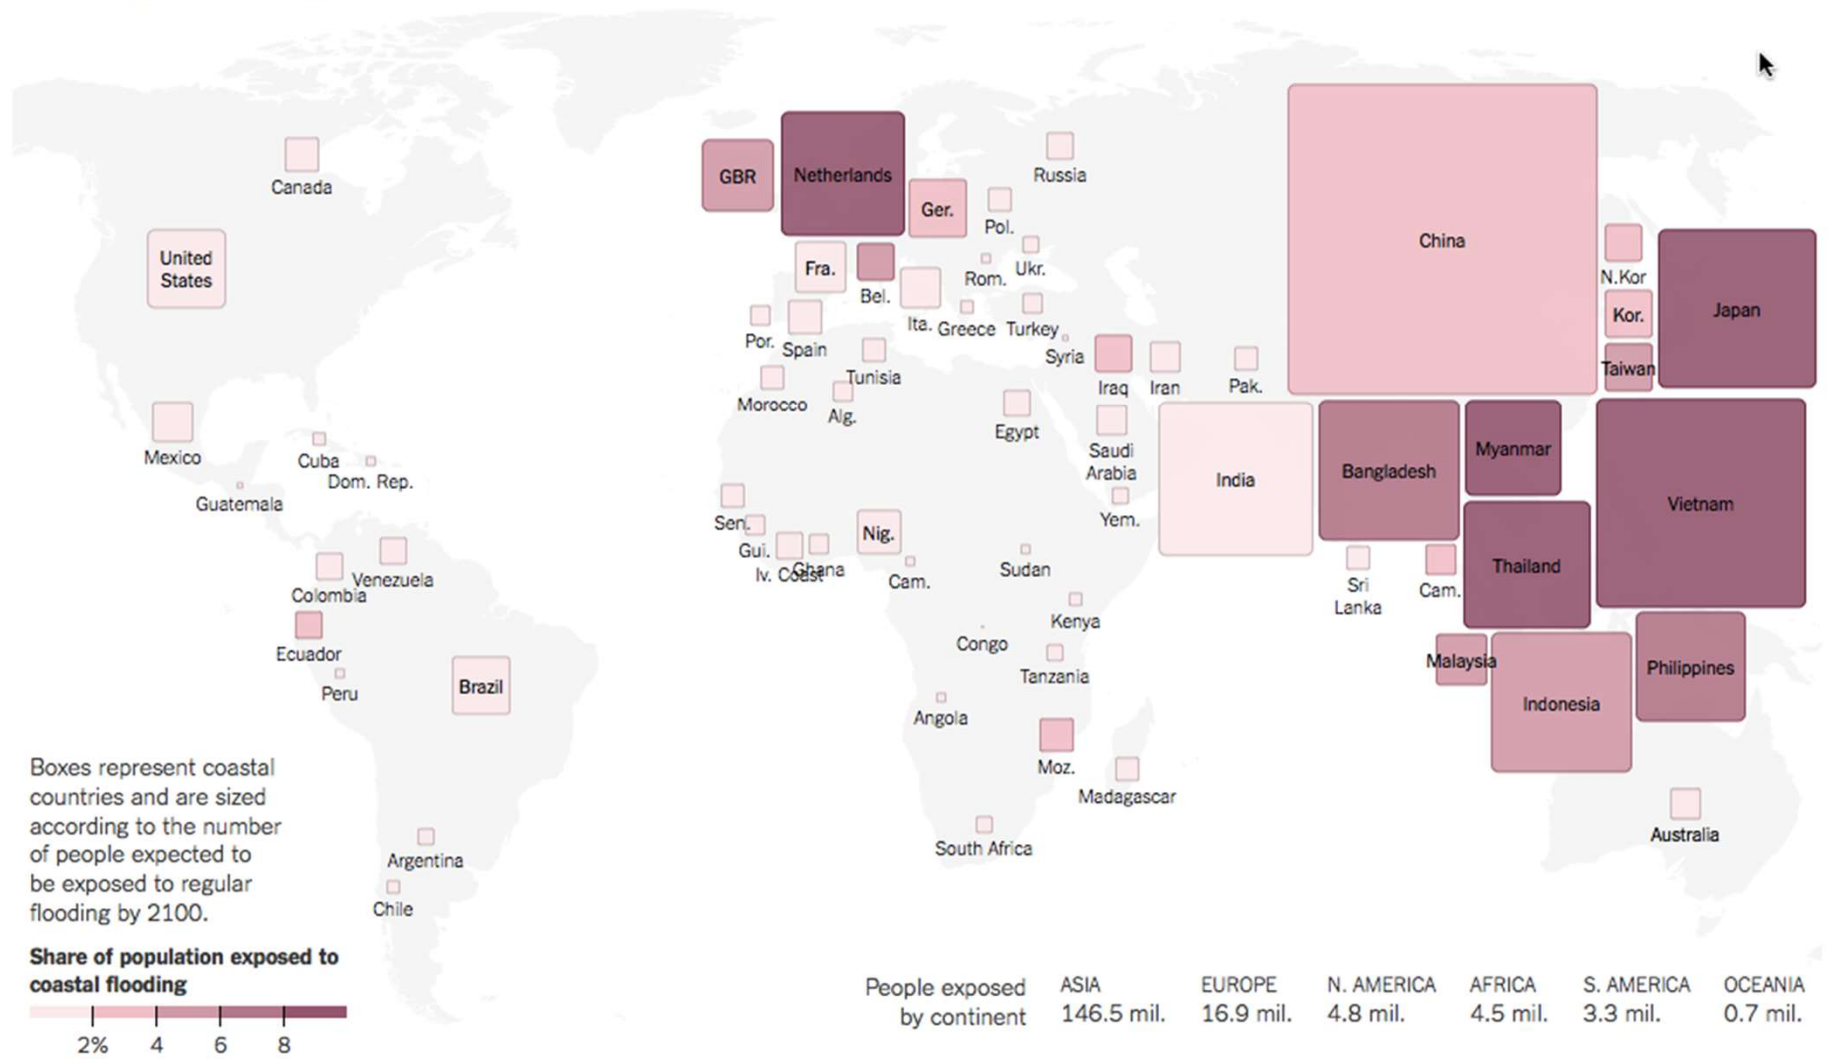 Canada
United
States
Mexico
Cuba
Dom. Rep.
Guatemala
Venezuela
Colombia
Ecuador
Peru
Brazil
Argentina
Chile
GBR
Netherlands
Ger.
Pol.
Russia
Fra.
Bel.
Ita.
Rom.
Ukr.
Por.
Spain
Greece
Turkey
Syria
Tunisia
Morocco
Alg.
Egypt
Iraq
Iran
Pak.
Saudi
Arabia
Yem.
Sen.
Gui.
Iv. Coast
Ghana
Nig.
Cam.
Sudan
Kenya
Congo
Tanzania
Angola
Moz.
Madagascar
South Africa
China
N.Kor
Kor.
Taiwan
Japan
India
Bangladesh
Myanmar
Vietnam
Thailand
Sri
Lanka
Cam.
Malaysia
Indonesia
Philippines
Australia
Boxes represent coastal
countries and are sized
according to the number
of people expected to
be exposed to regular
flooding by 2100.
Share of population exposed to
coastal flooding
2% 4 6 8
People exposed
by continent
ASIA
146.5 mil.
EUROPE
16.9 mil.
N. AMERICA
4.8 mil.
AFRICA
4.5 mil.
S. AMERICA
3.3 mil.
OCEANIA
0.7 mil.